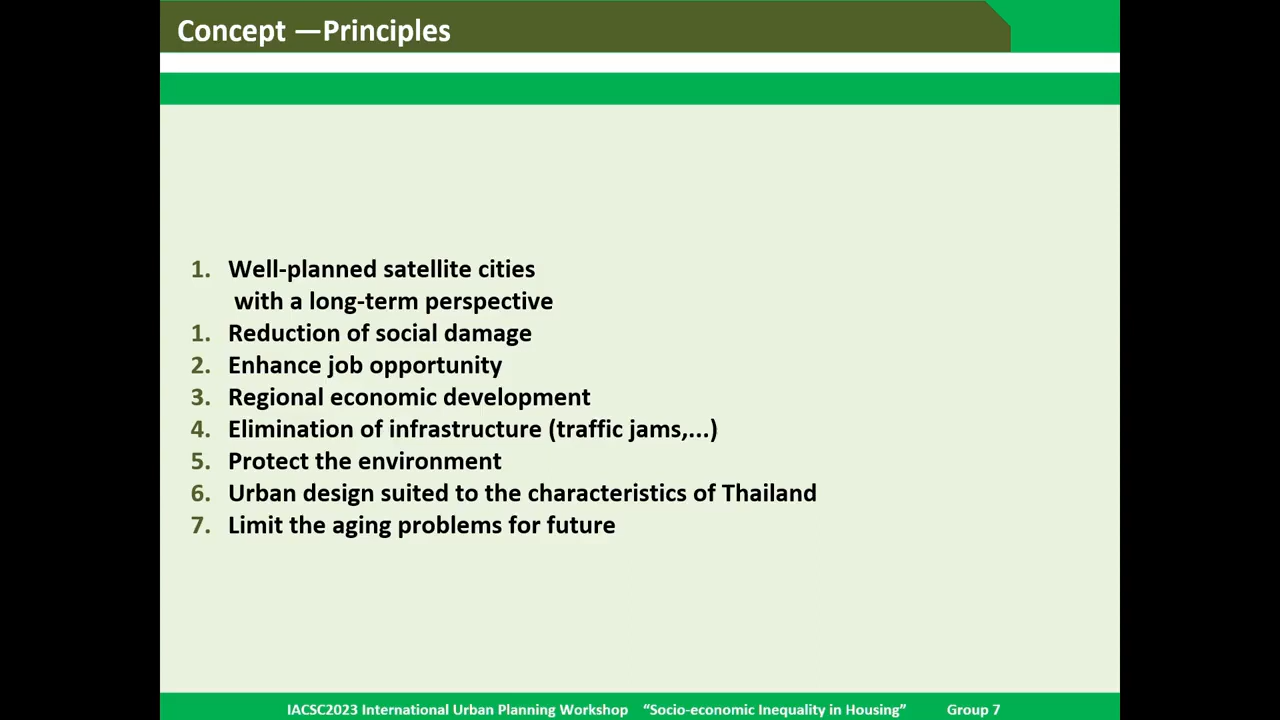 Concept —Principles
1. Well-planned satellite cities
with a long-term perspective
1. Reduction of social damage
2. Enhance job opportunity
3. Regional economic development
4. Elimination of infrastructure (traffic jams,...)
5. Protect the environment
6. Urban design suited to the characteristics of Thailand
7. Limit the aging problems for future
IACSC2023 International Urban Planning Workshop “Socio-economic Inequality in Housing” Group 7